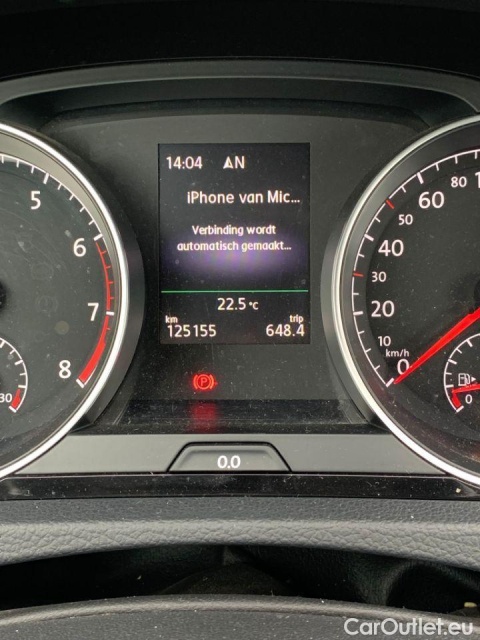 14:04 N
iPhone van Mic...
Verbinding wordt
automatisch gemaakt...
22.5 °C
km trip
125155 648.4
P
0.0
5
6
7
8
30
0
10
20
30
40
50
60
80
km/h
0
CarOutlet.eu